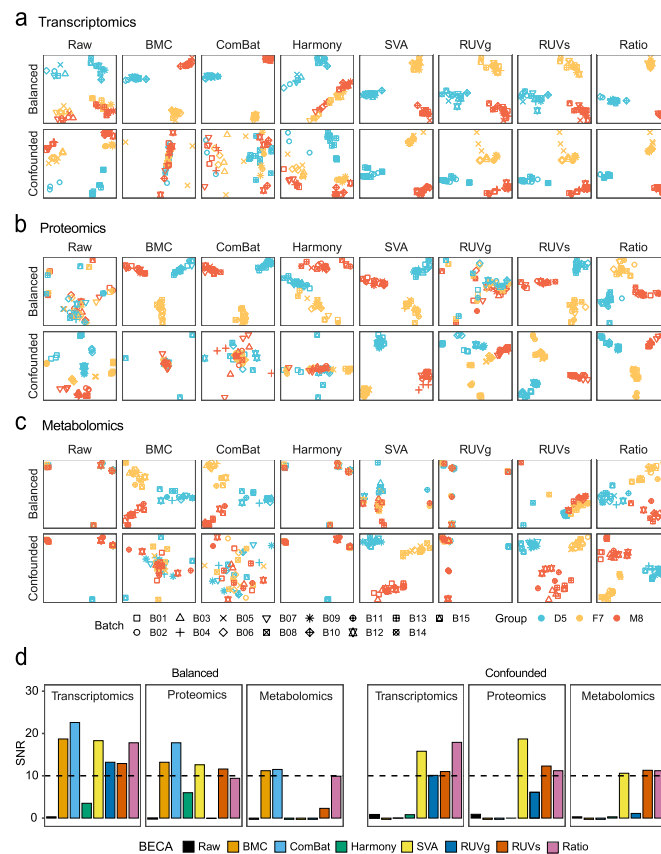 a Transcriptomics
Raw BMC ComBat Harmony SVA RUVg RUVs Ratio
Balanced
Confounded
b Proteomics
Raw BMC ComBat Harmony SVA RUVg RUVs Ratio
Balanced
Confounded
c Metabolomics
Raw BMC ComBat Harmony SVA RUVg RUVs Ratio
Balanced
Confounded
Batch B01 B03 B05 B07 B09 B11 B13 B15 Group D5 F7 M8
B02 B04 B06 B08 B10 B12 B14
d Balanced Confounded
Transcriptomics Proteomics Metabolomics Transcriptomics Proteomics Metabolomics
30
20
SNR
10
0
BECA Raw BMC ComBat Harmony SVA RUVg RUVs Ratio